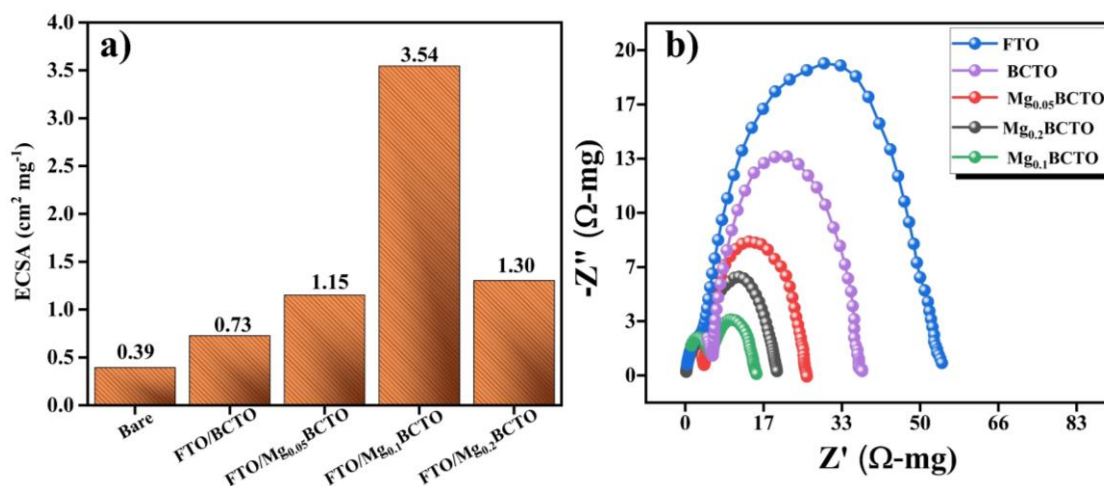 a)
ECSA (cm² mg⁻¹)
4.0
3.5
3.0
2.5
2.0
1.5
1.0
0.5
0.0
0.39
0.73
1.15
3.54
1.30
Bare
FTO/BCTO
FTO/Mg₀.₀₅BCTO
FTO/Mg₀.₁BCTO
FTO/Mg₀.₂BCTO
b)
-Z'' (Ω-mg)
20
17
13
10
7
3
0
FTO
BCTO
Mg₀.₀₅BCTO
Mg₀.₂BCTO
Mg₀.₁BCTO
0 17 33 50 66 83
Z' (Ω-mg)